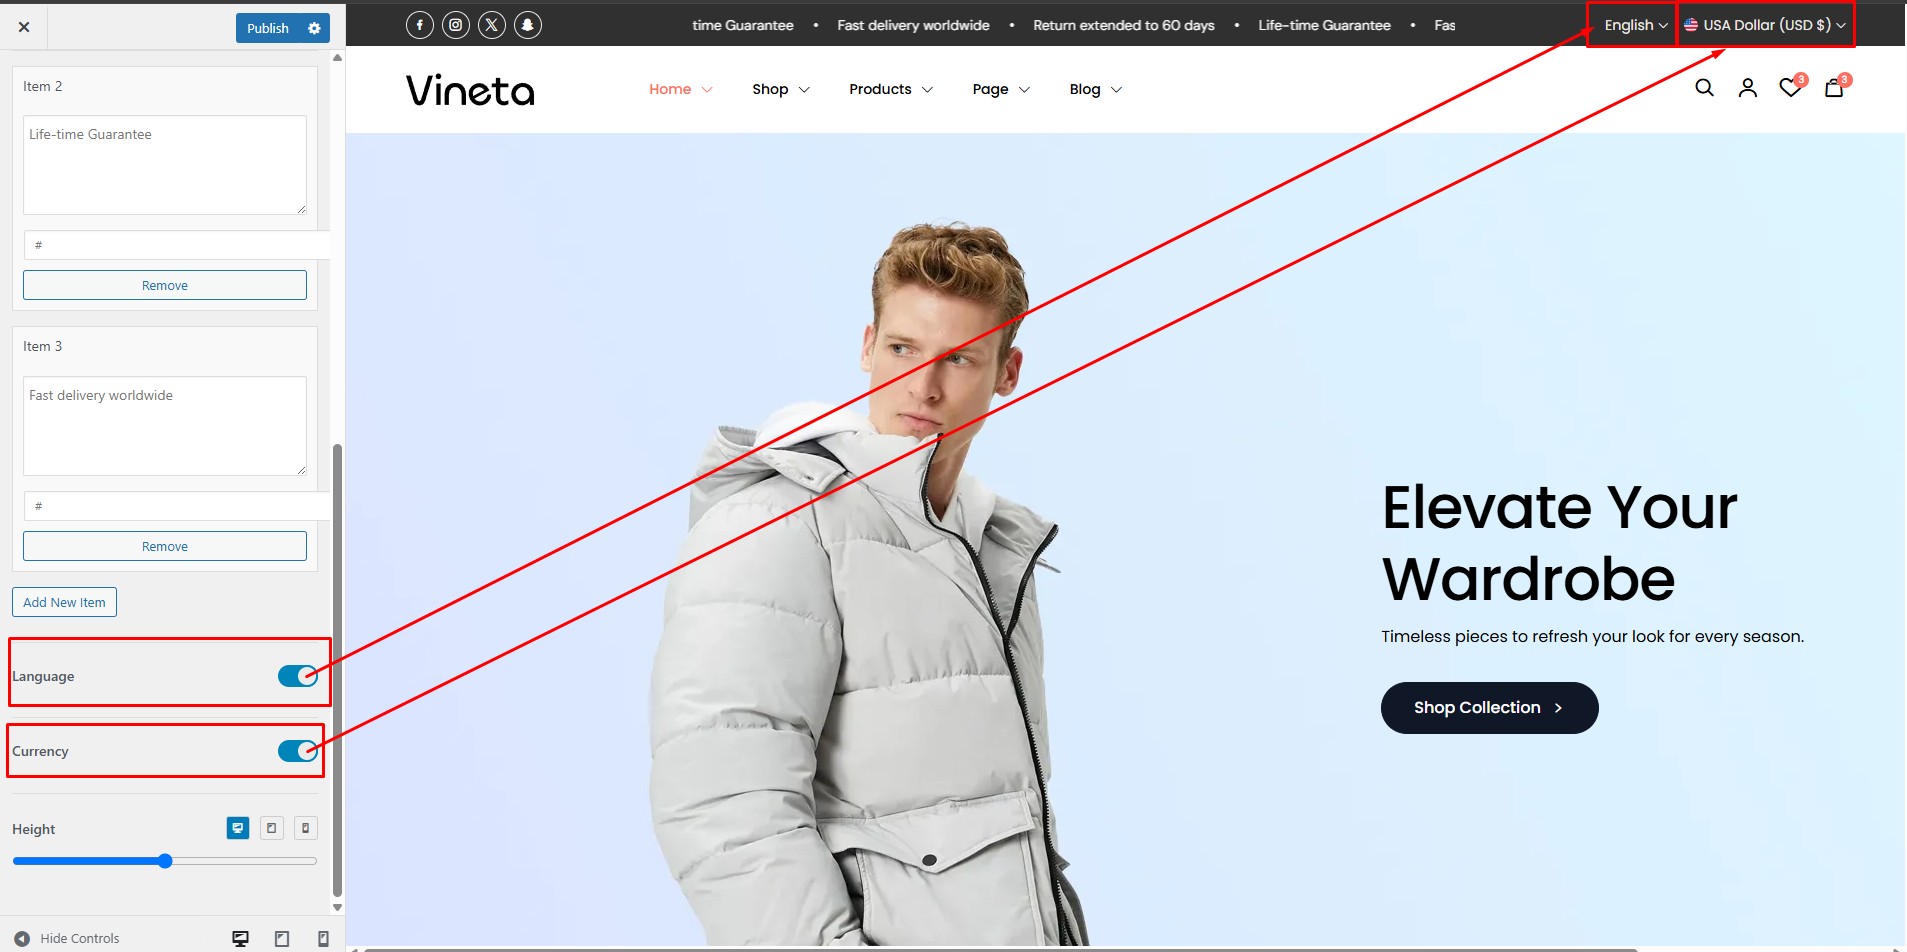 Publish
Item 2
Life-time Guarantee
#
Remove
Item 3
Fast delivery worldwide
#
Remove
Add New Item
Language
Currency
Height
Hide Controls
time Guarantee • Fast delivery worldwide • Return extended to 60 days • Life-time Guarantee • Fas
English
USA Dollar (USD $)
Vineta
Home Shop Products Page Blog
3 3
Elevate Your
Wardrobe
Timeless pieces to refresh your look for every season.
Shop Collection